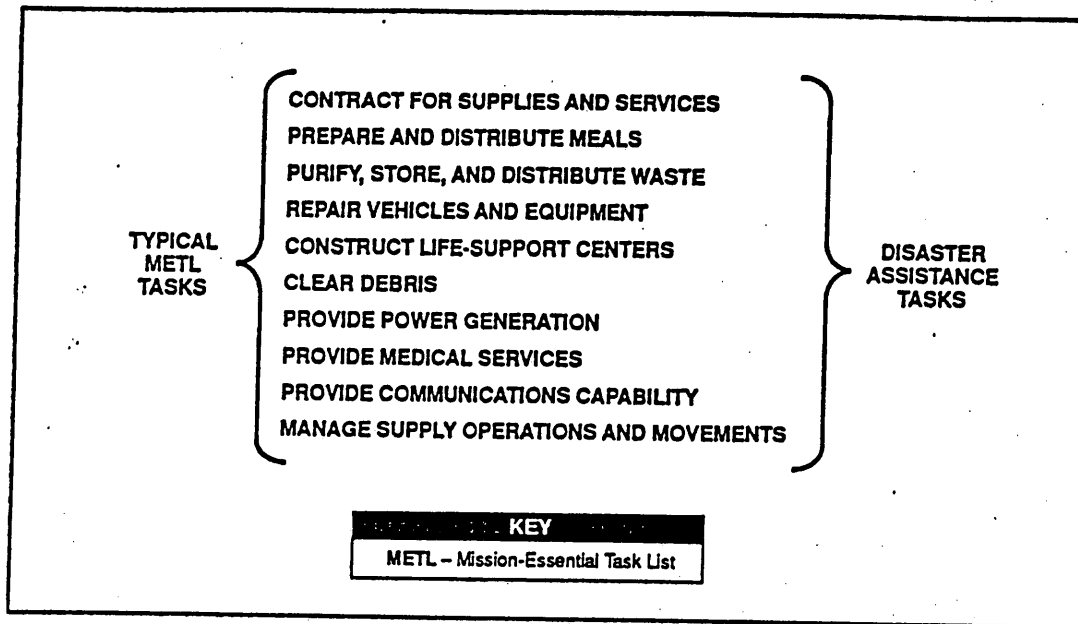 CONTRACT FOR SUPPLIES AND SERVICES
PREPARE AND DISTRIBUTE MEALS
PURIFY, STORE, AND DISTRIBUTE WASTE
REPAIR VEHICLES AND EQUIPMENT
TYPICAL
METL
TASKS
CONSTRUCT LIFE-SUPPORT CENTERS
CLEAR DEBRIS
PROVIDE POWER GENERATION
PROVIDE MEDICAL SERVICES
PROVIDE COMMUNICATIONS CAPABILITY
MANAGE SUPPLY OPERATIONS AND MOVEMENTS
DISASTER
ASSISTANCE
TASKS
KEY
METL – Mission-Essential Task List